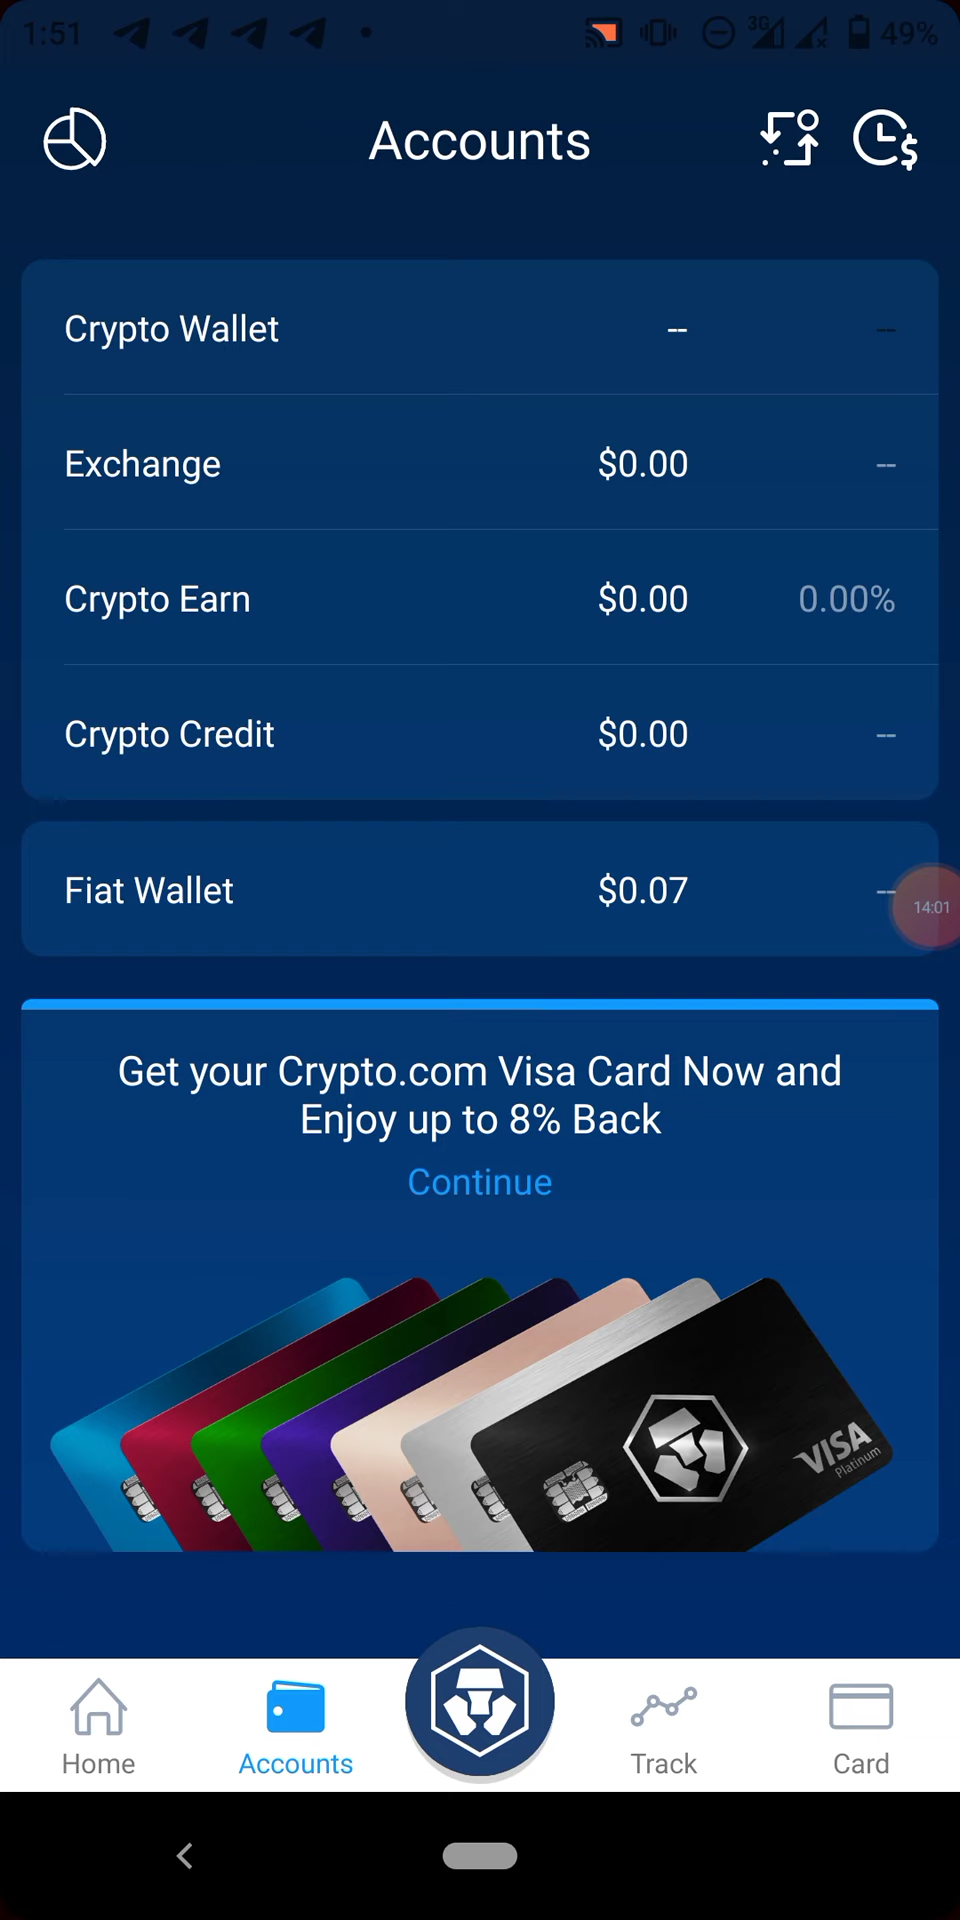 1:51 3G 49%
Accounts
Crypto Wallet -- --
Exchange $0.00 --
Crypto Earn $0.00 0.00%
Crypto Credit $0.00 --
Fiat Wallet $0.07 --
14:01
Get your Crypto.com Visa Card Now and
Enjoy up to 8% Back
Continue
VISA
Platinum
Home Accounts Track Card